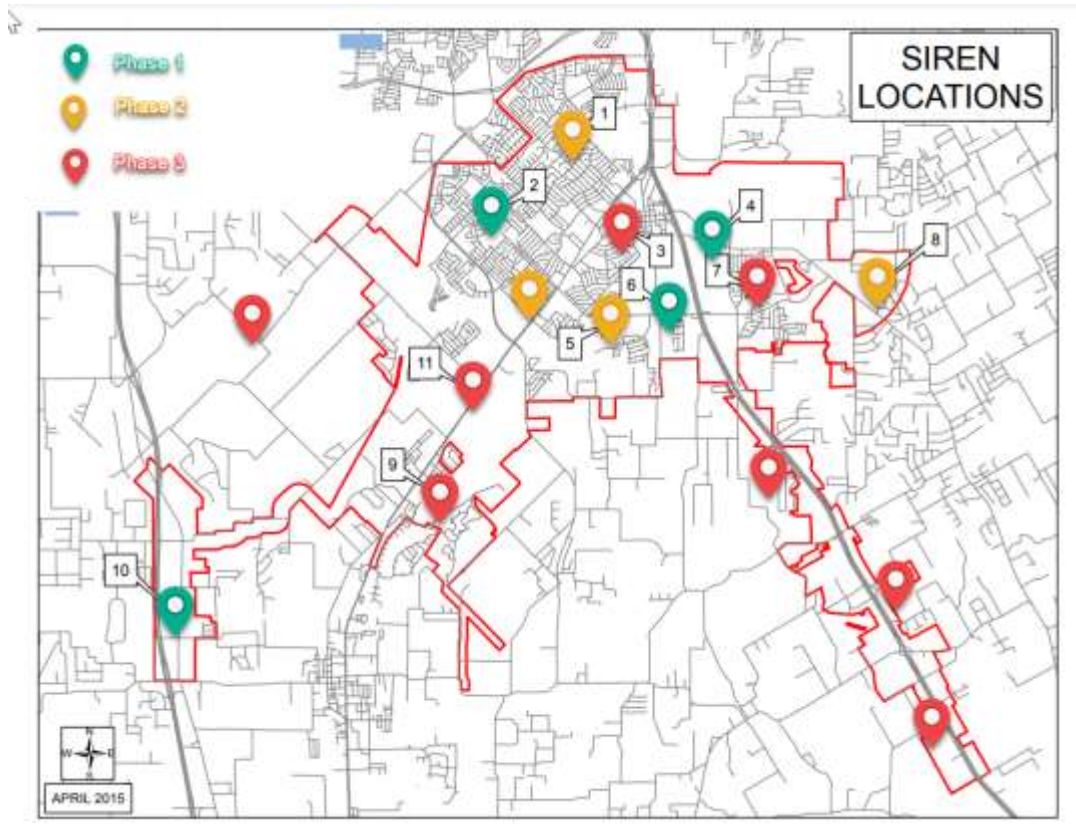 Phase 1
Phase 2
Phase 3
SIREN
LOCATIONS
1
2
3
4
5
6
7
8
9
10
11
N
W
E
S
APRIL 2015